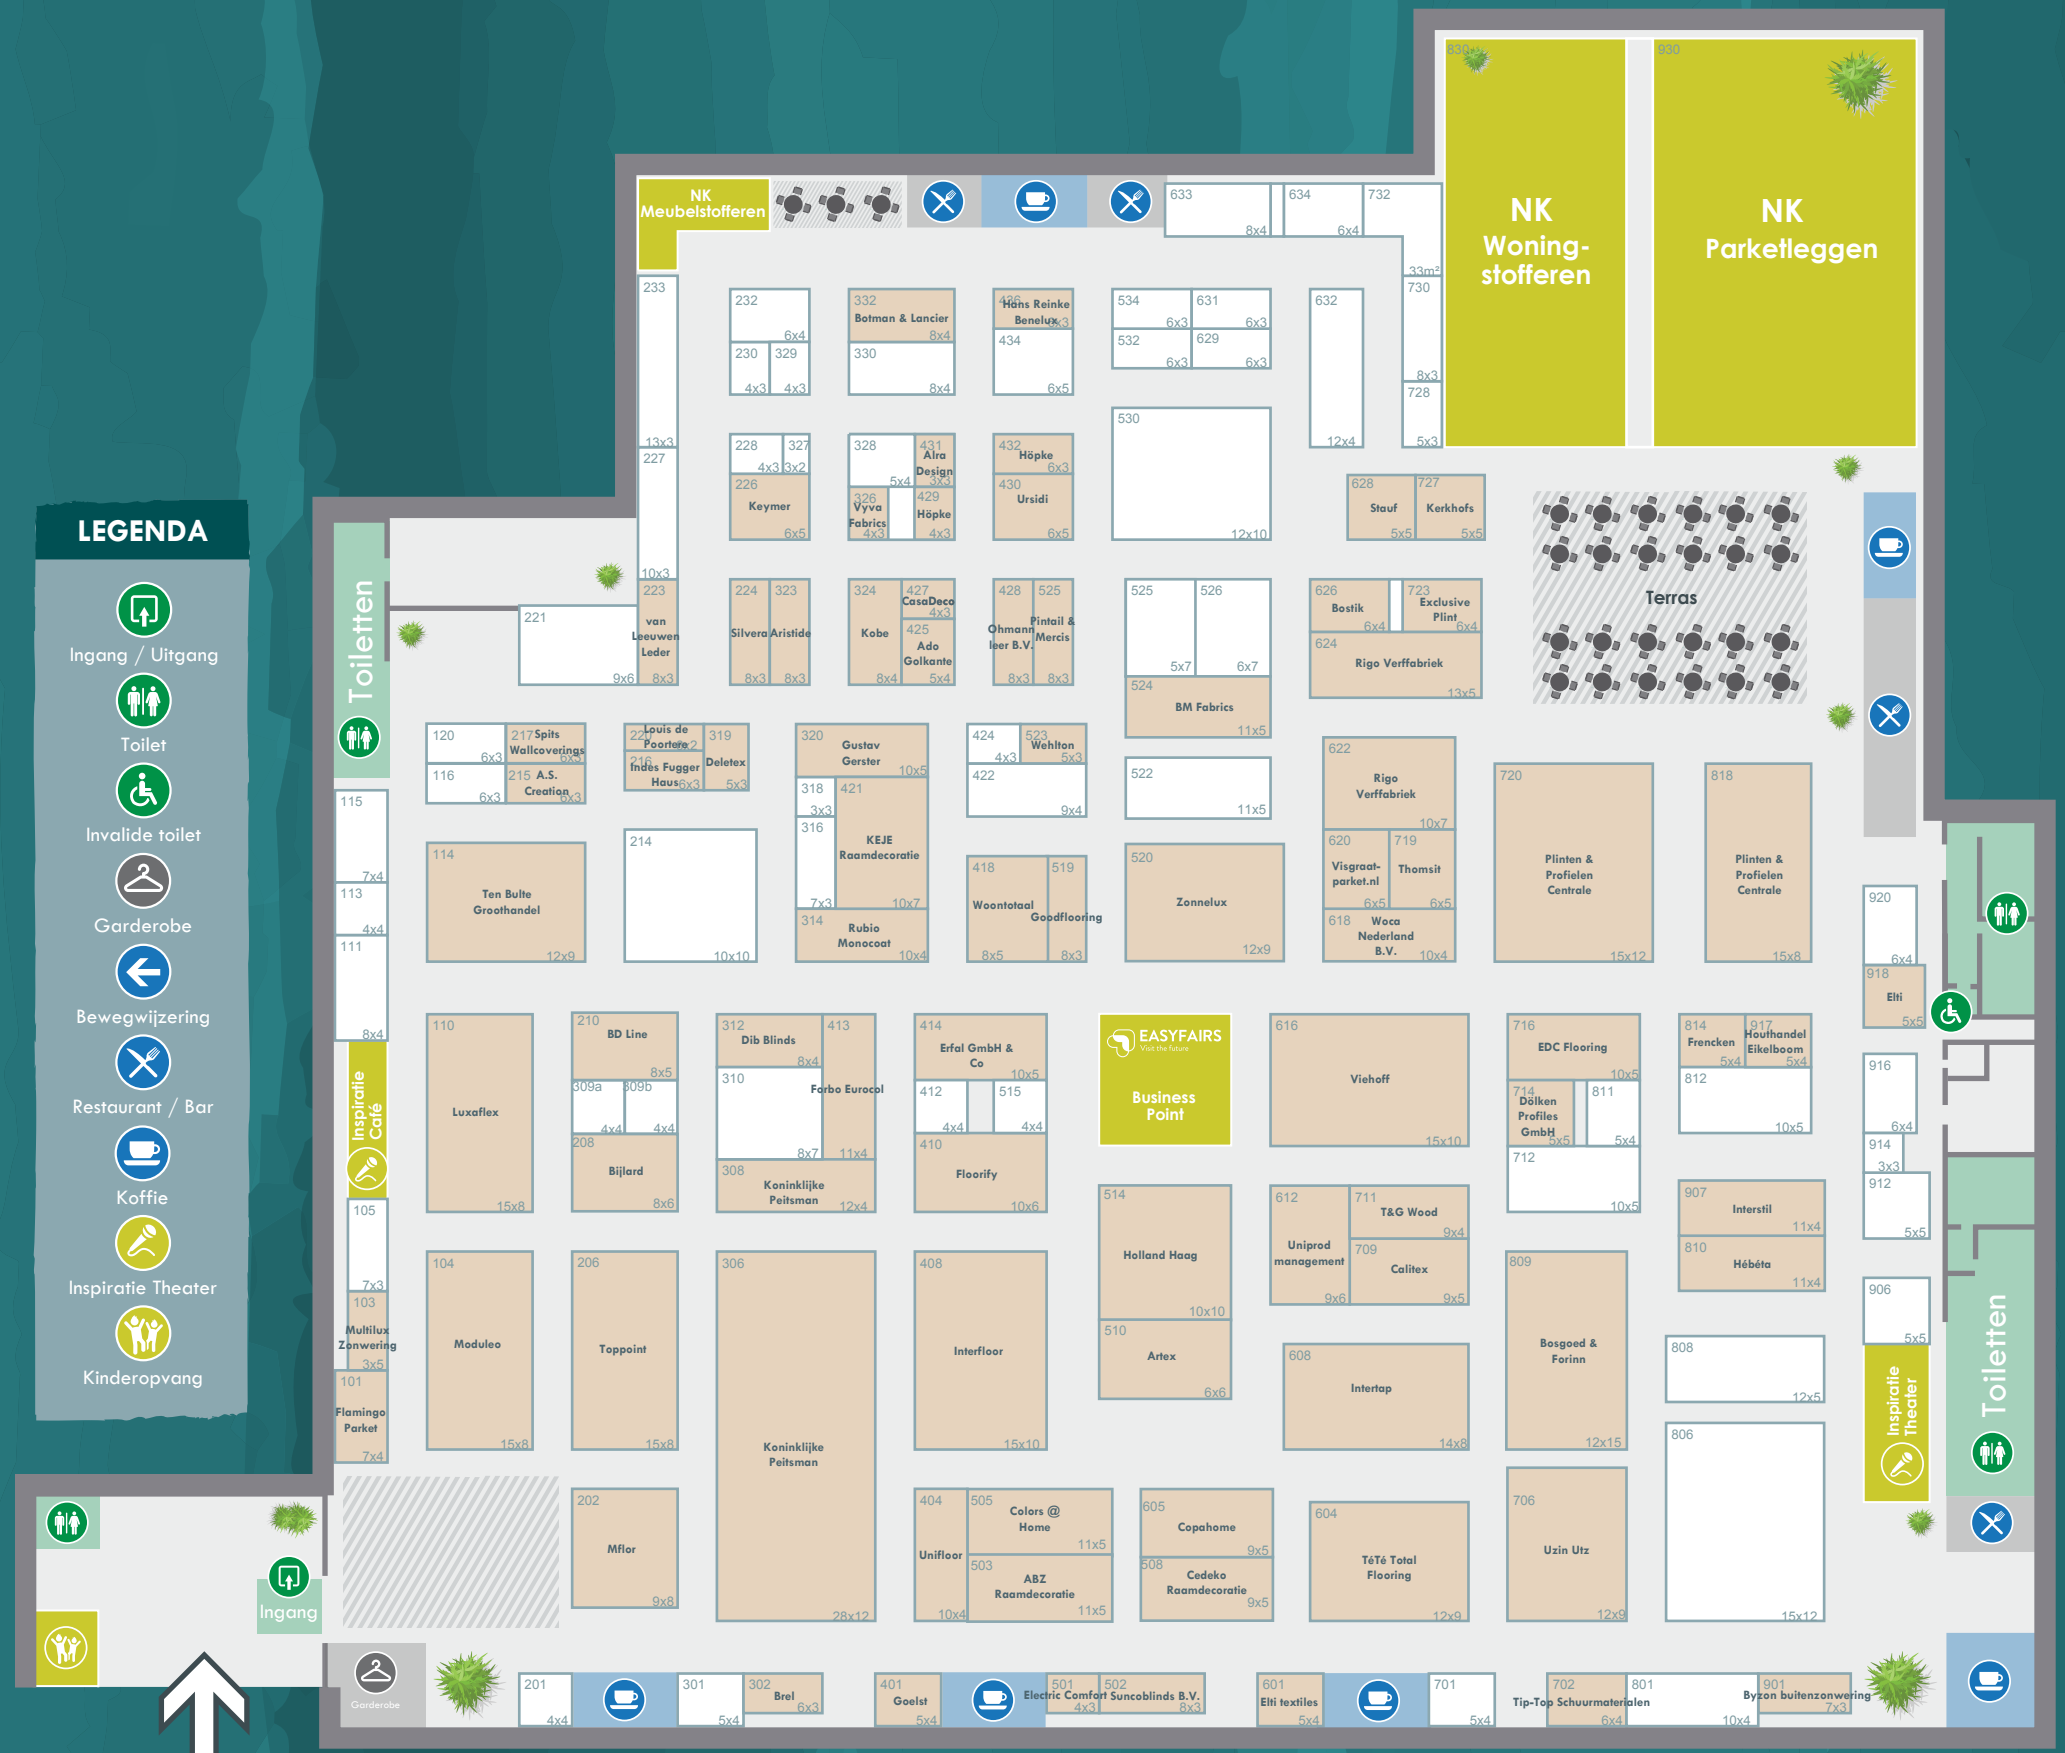 LEGENDA
Ingang / Uitgang
Toilet
Invalide toilet
Garderobe
Bewegwijzering
Restaurant / Bar
Koffie
Inspiratie Theater
Kinderopvang
830
930
NK
Woning-
stofferen
NK
Parketleggen
NK
Meubelstofferen
633
8x4
634
6x4
732
33m²
730
8x3
728
5x3
233
13x3
227
10x3
232
6x4
230
4x3
329
4x3
332
Botman & Lancier
8x4
330
8x4
436
Hans Reinke
Benelux
6x3
434
6x5
534
6x3
631
6x3
532
6x3
629
6x3
632
12x4
530
12x10
228
4x3
327
3x2
226
Keymer
6x5
328
5x4
431
Alra
Design
3x3
326
Vyva
Fabrics
4x3
429
Höpke
4x3
432
Höpke
6x3
430
Ursidi
6x5
628
Stauf
5x5
727
Kerkhofs
5x5
Terras
Toiletten
221
9x6
223
van
Leeuwen
Leder
8x3
224
Silvera
8x3
323
Aristide
8x3
324
Kobe
8x4
427
CasaDeco
4x3
425
Ado
Golkante
5x4
428
Ohmann
leer B.V.
8x3
525
Pintail &
Mercis
8x3
525
5x7
526
6x7
524
BM Fabrics
11x5
626
Bostik
6x4
723
Exclusive
Plint
6x4
624
Rigo Verffabriek
13x5
120
6x3
217
Spits
Wallcoverings
6x3
116
6x3
215
A.S.
Creation
6x3
220
Louis de
Poortere
6x2
216
Indes Fugger
Haus
6x3
319
Deletex
5x3
320
Gustav
Gerster
10x5
318
3x3
421
KEJE
Raamdecoratie
10x7
316
7x3
314
Rubio
Monocoat
10x4
424
4x3
523
Wehlton
5x3
422
9x4
522
11x5
622
Rigo
Verffabriek
10x7
620
Visgraat-
parket.nl
6x5
719
Thomsit
6x5
618
Woca
Nederland
B.V.
10x4
720
Plinten &
Profielen
Centrale
15x12
818
Plinten &
Profielen
Centrale
15x8
115
7x4
113
4x4
111
8x4
114
Ten Bulte
Groothandel
12x9
214
10x10
418
Woontotaal
8x5
519
Goodflooring
8x3
520
Zonnelux
12x9
920
6x4
918
Elti
5x5
Inspiratie
Café
110
Luxaflex
15x8
210
BD Line
8x5
309a
4x4
309b
4x4
208
Bijlard
8x6
312
Dib Blinds
8x4
413
Forbo Eurocol
11x4
310
8x7
308
Koninklijke
Peitsman
12x4
414
Erfal GmbH &
Co
10x5
412
4x4
515
4x4
410
Floorify
10x6
EASYFAIRS
Visit the future
Business
Point
616
Viehoff
15x10
716
EDC Flooring
10x5
714
Dölken
Profiles
GmbH
5x5
811
5x4
712
10x5
814
Frencken
5x4
917
Houthandel
Eikelboom
5x4
812
10x5
916
6x4
914
3x3
912
5x5
105
7x3
103
Multilux
Zonwering
3x5
101
Flamingo
Parket
7x4
104
Moduleo
15x8
206
Toppoint
15x8
306
Koninklijke
Peitsman
28x12
408
Interfloor
15x10
514
Holland Haag
10x10
510
Artex
6x6
612
Uniprod
management
9x6
711
T&G Wood
9x4
709
Calitex
9x5
608
Intertap
14x8
809
Bosgoed &
Forinn
12x15
907
Interstil
11x4
810
Hébéta
11x4
906
5x5
808
12x5
806
15x12
Inspiratie
Theater
Toiletten
202
Mflor
9x8
404
Unifloor
10x4
505
Colors @
Home
11x5
503
ABZ
Raamdecoratie
11x5
605
Copahome
9x5
508
Cedeko
Raamdecoratie
9x5
604
TéTé Total
Flooring
12x9
706
Uzin Utz
12x9
Ingang
Garderobe
201
4x4
301
5x4
302
Brel
6x3
401
Goelst
5x4
501
Electric Comfort
4x3
502
Suncoblinds B.V.
8x3
601
Elti textiles
5x4
701
5x4
702
Tip-Top Schuurmaterialen
6x4
801
10x4
901
Byzon buitenzonwering
7x3